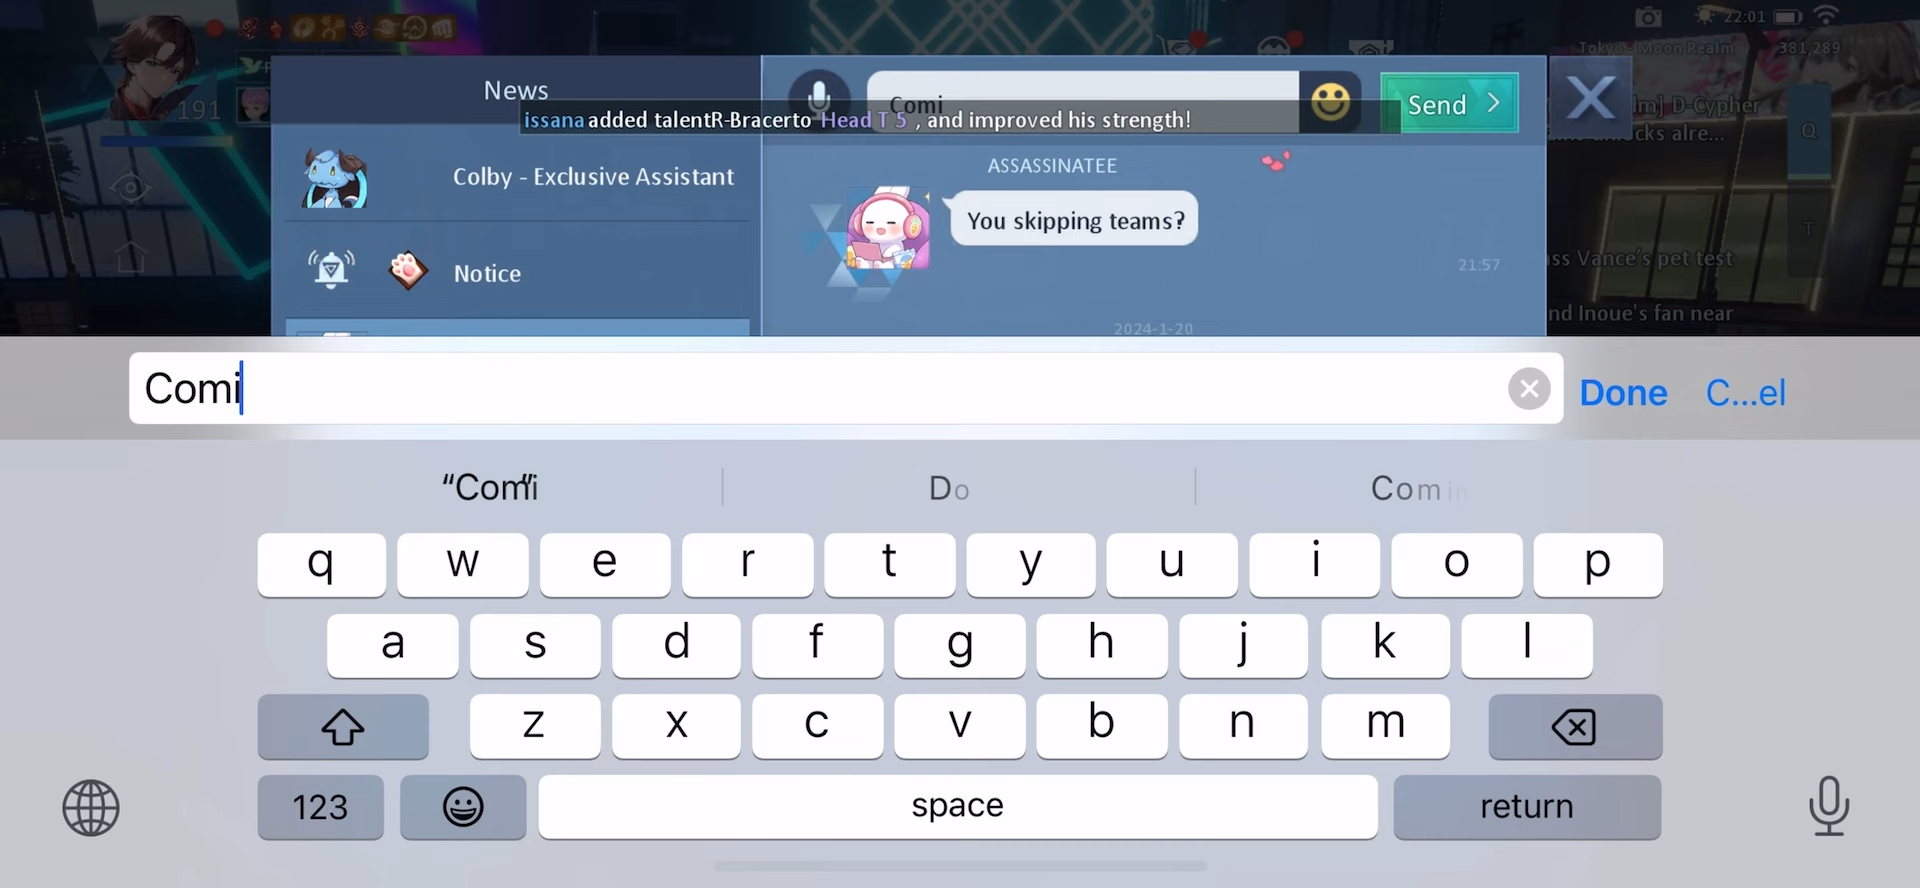 22:01
Tokyo - Moon Realm
381,289
191
News
Comi
Send
issana added talentR-Bracerto Head T 5 , and improved his strength!
lm] D-Cypher
cks alre...
Q
Colby - Exclusive Assistant
ASSASSINATEE
You skipping teams?
T
Notice
21:57
ss Vance's pet test
nd Inoue's fan near
2024-1-20
Comi
Done
C...el
“Comi”
Do
Comin
q w e r t y u i o p
a s d f g h j k l
z x c v b n m
123
space
return